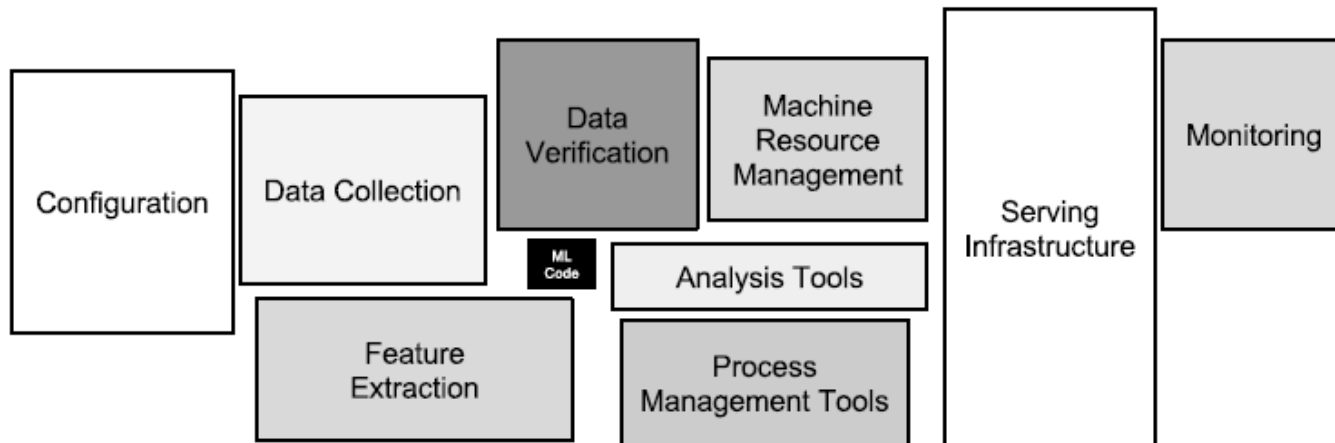 Configuration
Data Collection
Feature
Extraction
Data
Verification
ML
Code
Machine
Resource
Management
Analysis Tools
Process
Management Tools
Serving
Infrastructure
Monitoring